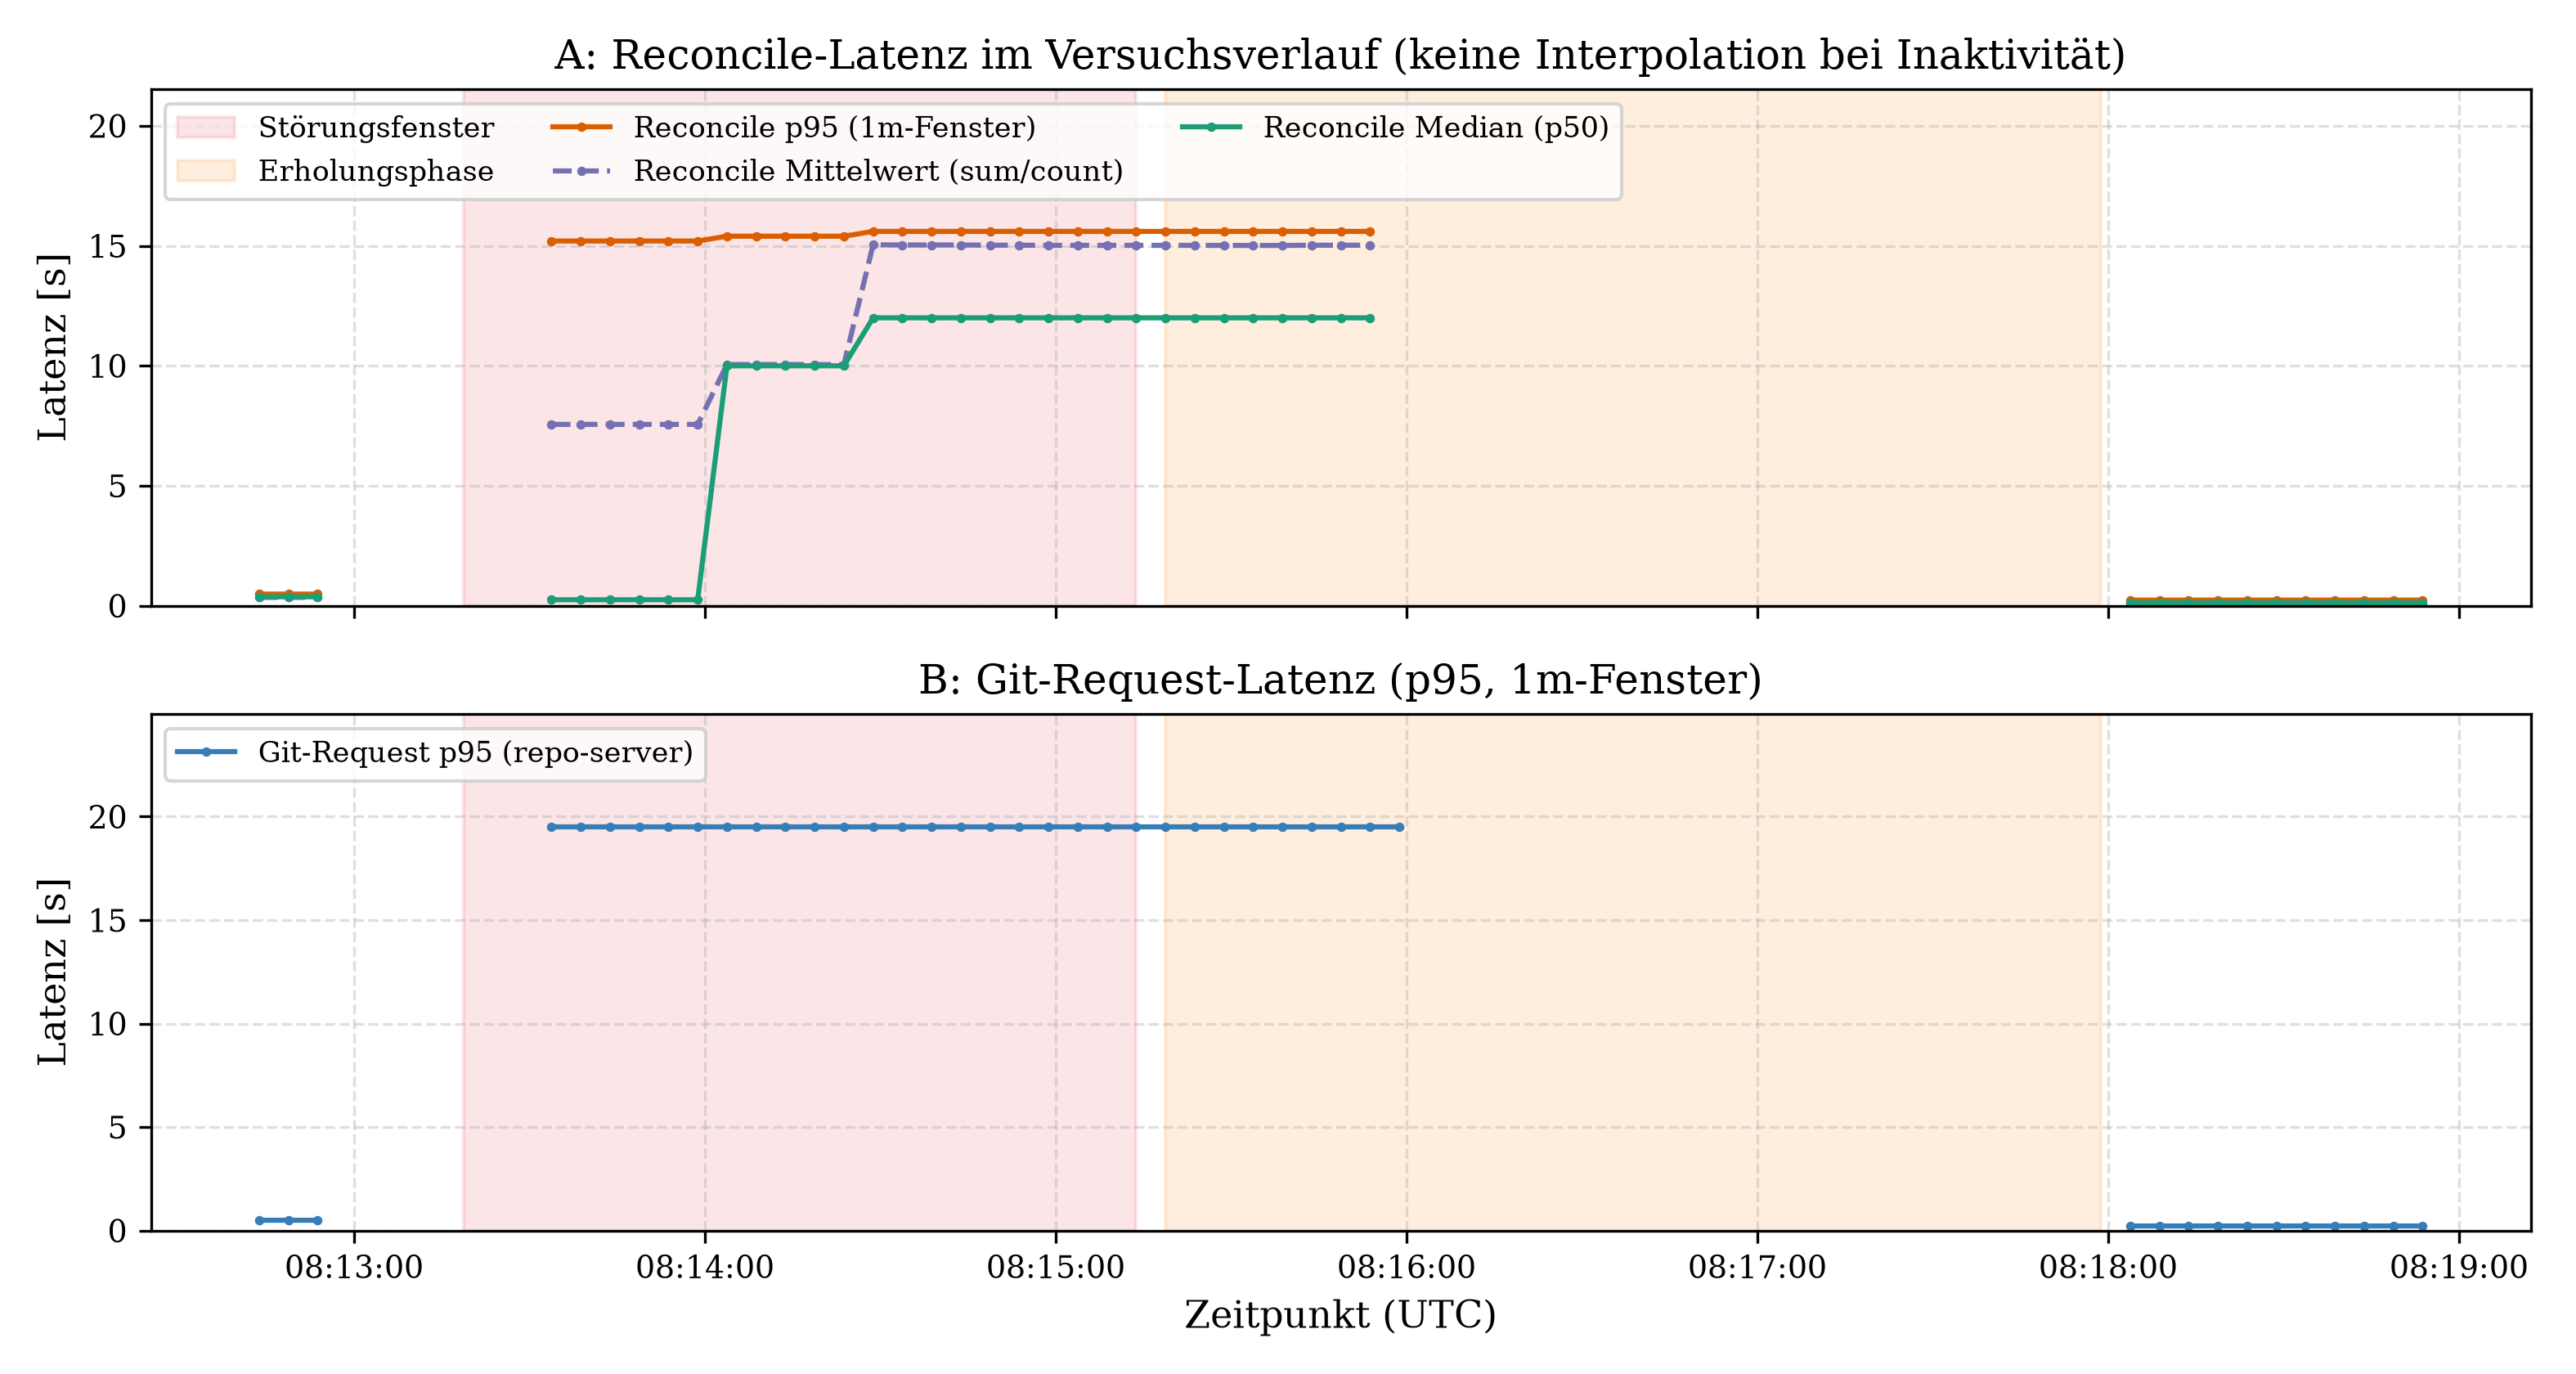 A: Reconcile-Latenz im Versuchsverlauf (keine Interpolation bei Inaktivität)
Störungsfenster
Erholungsphase
Reconcile p95 (1m-Fenster)
Reconcile Mittelwert (sum/count)
Reconcile Median (p50)
Latenz [s]
20
15
10
5
0
B: Git-Request-Latenz (p95, 1m-Fenster)
Git-Request p95 (repo-server)
Latenz [s]
20
15
10
5
0
08:13:00 08:14:00 08:15:00 08:16:00 08:17:00 08:18:00 08:19:00
Zeitpunkt (UTC)